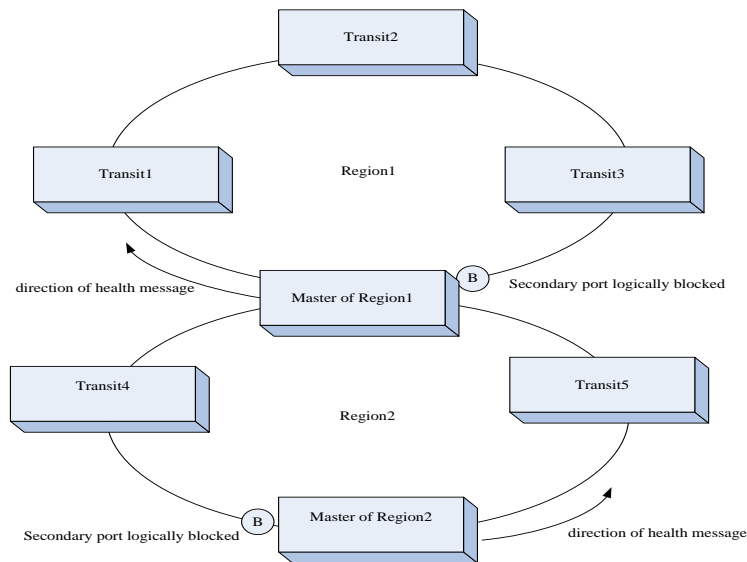 Transit2
Transit1
Region1
Transit3
direction of health message
Master of Region1
B
Secondary port logically blocked
Transit4
Transit5
Region2
Secondary port logically blocked
B
Master of Region2
direction of health message